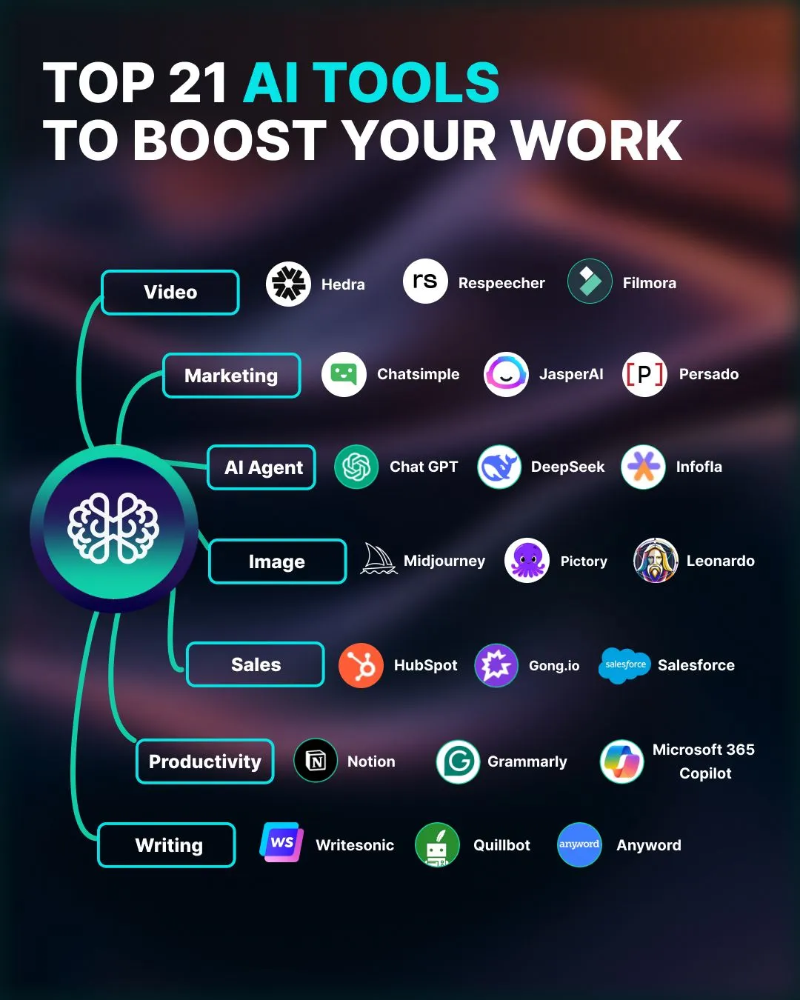 TOP 21 AI TOOLS
TO BOOST YOUR WORK
Video
Hedra
rs
Respeecher
Filmora
Marketing
Chatsimple
JasperAI
[P]
Persado
AI Agent
Chat GPT
DeepSeek
Infofla
Image
Midjourney
Pictory
Leonardo
Sales
HubSpot
Gong.io
salesforce
Salesforce
Productivity
N
Notion
G
Grammarly
Microsoft 365
Copilot
Writing
ws
Writesonic
Quillbot
anyword
Anyword